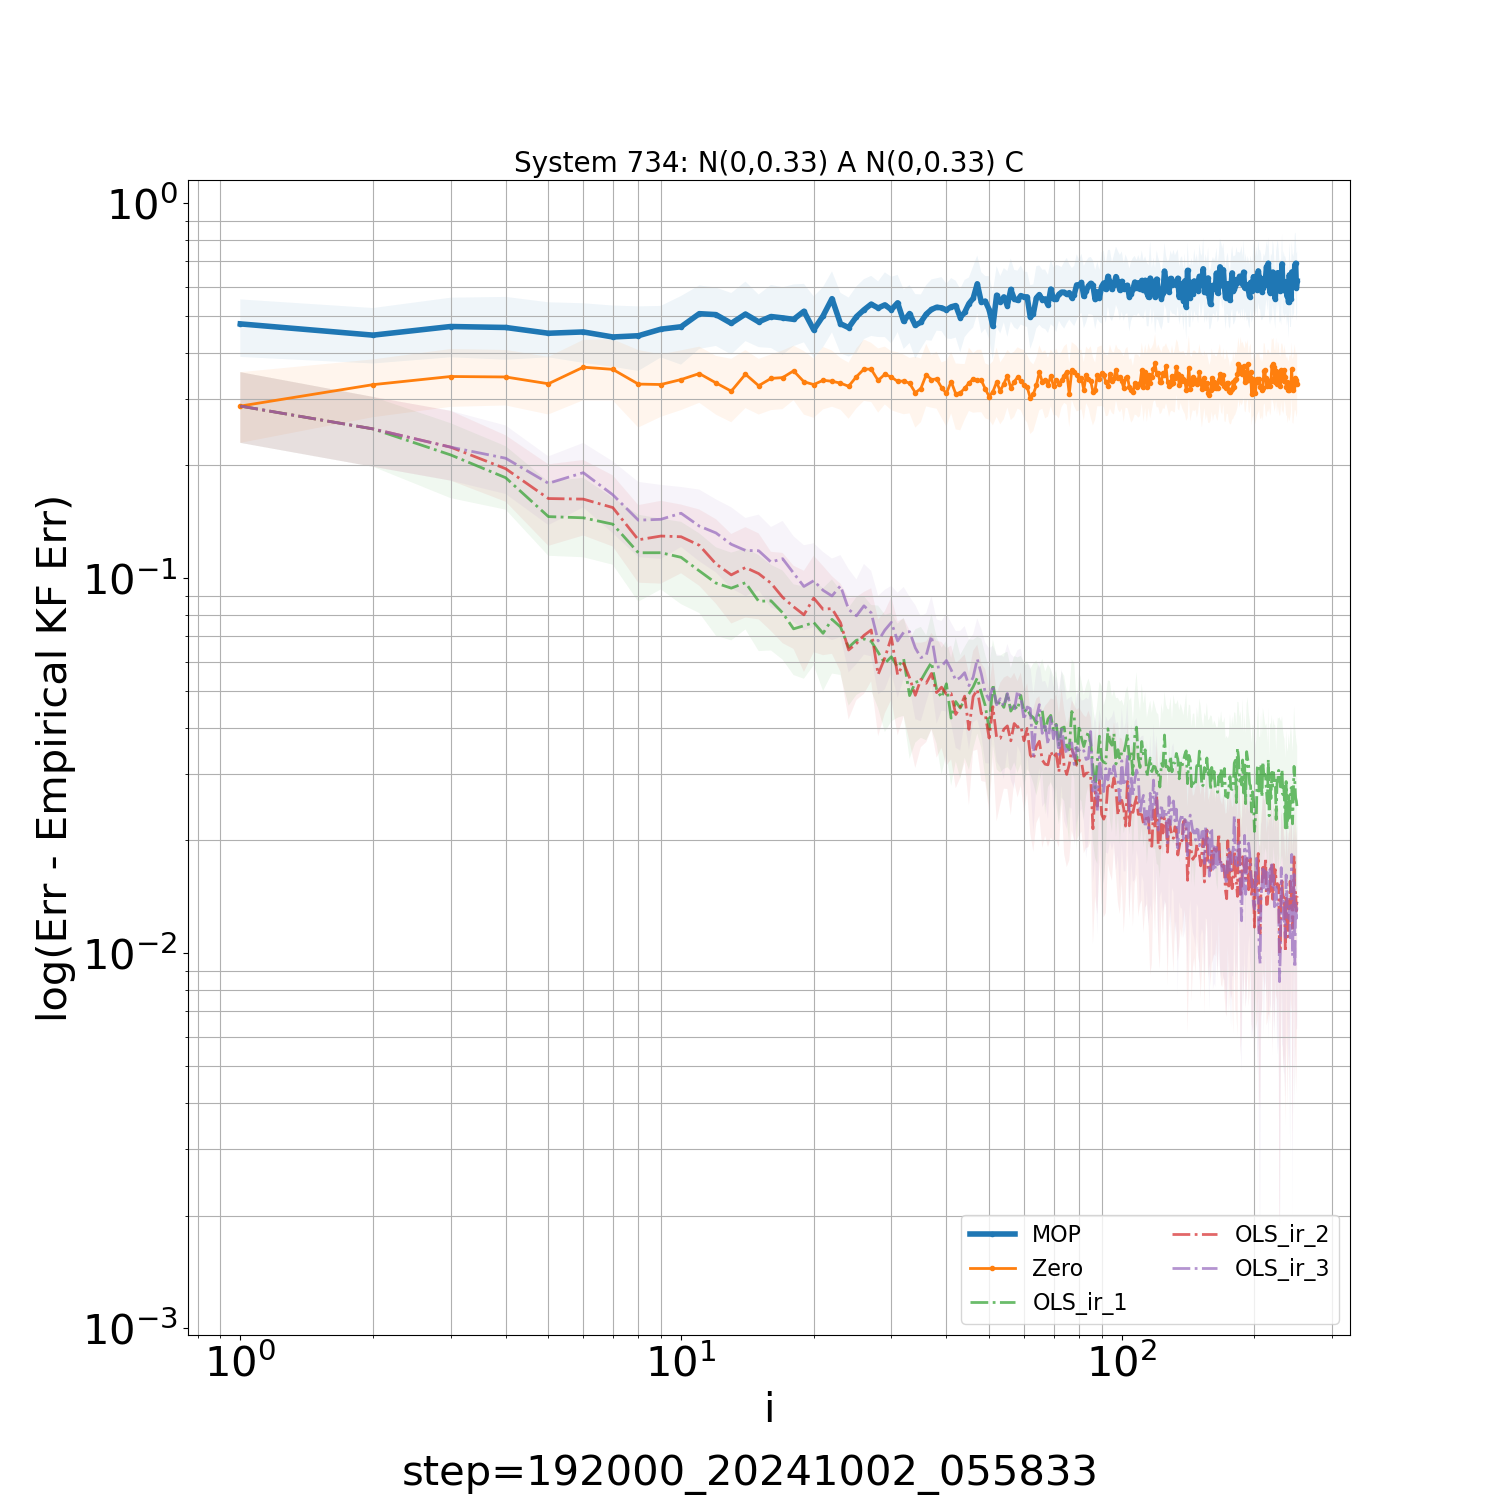 System 734: N(0,0.33) A N(0,0.33) C
log(Err - Empirical KF Err)
10⁰
10⁻¹
10⁻²
10⁻³
10⁰ 10¹ 10²
i
MOP
Zero
OLS_ir_1
OLS_ir_2
OLS_ir_3
step=192000_20241002_055833